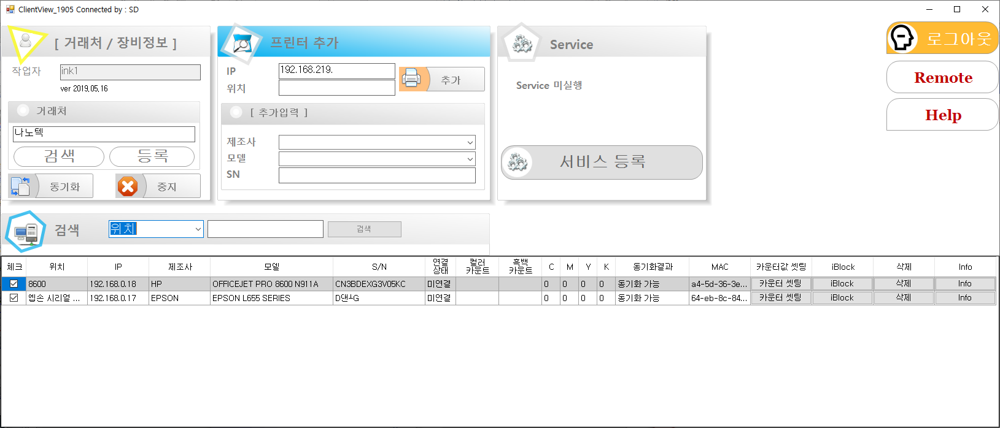 ClientView_1905 Connected by : SD
[ 거래처 / 장비정보 ]
작업자
ink1
ver 2019.05.16
거래처
나노텍
검색
등록
동기화
중지
프린터 추가
IP
192.168.219.
위치
추가
[ 추가입력 ]
제조사
모델
SN
Service
Service 미실행
서비스 등록
로그아웃
Remote
Help
검색
위치
검색
체크 위치 IP 제조사 모델 S/N 연결상태 컬러카운트 흑백카운트 C M Y K 동기화결과 MAC 카운터값 셋팅 iBlock 삭제 Info
8600 192.168.0.18 HP OFFICEJET PRO 8600 N911A CN3BDEXG3V05KC 미연결 0 0 0 0 동기화 가능 a4-5d-36-3e... 카운터 셋팅 iBlock 삭제 Info
엡손 시리얼 ... 192.168.0.17 EPSON EPSON L655 SERIES D댄┴G 미연결 0 0 0 0 동기화 가능 64-eb-8c-84... 카운터 셋팅 iBlock 삭제 Info